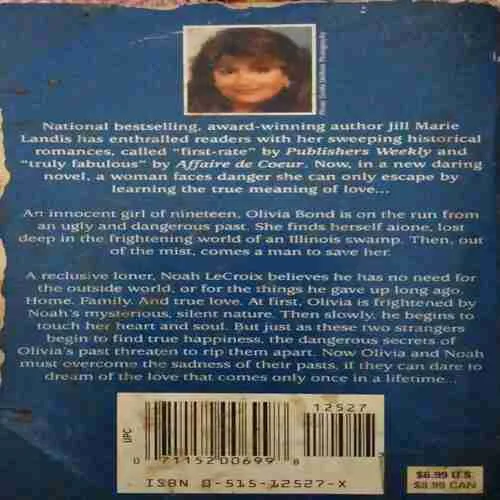 National bestselling, award-winning author Jill Marie
Landis has enthralled readers with her sweeping historical
romances, called "first-rate" by Publishers Weekly and
"truly fabulous" by Affaire de Coeur. Now, in a new daring
novel, a woman faces danger she can only escape by
learning the true meaning of love...
An innocent girl of nineteen, Olivia Bond is on the run from
an ugly and dangerous past. She finds herself alone, lost
deep in the frightening world of an Illinois swamp. Then, out
of the mist, comes a man to save her.
A reclusive loner, Noah LeCroix believes he has no need for
the outside world, or for the things he gave up long ago.
Home. Family. And true love. At first, Olivia is frightened by
Noah's mysterious, silent nature. Then slowly, he begins to
touch her heart and soul. But just as these two strangers
begin to find true happiness, the dangerous secrets of
Olivia's past threaten to rip them apart. Now Olivia and Noah
must overcome the sadness of their pasts, if they can dare to
dream of the love that comes only once in a lifetime...
12527
UPC
0 7115200699 8
ISBN 0-515-12527-X
$6.99 U.S.
$8.99 CAN